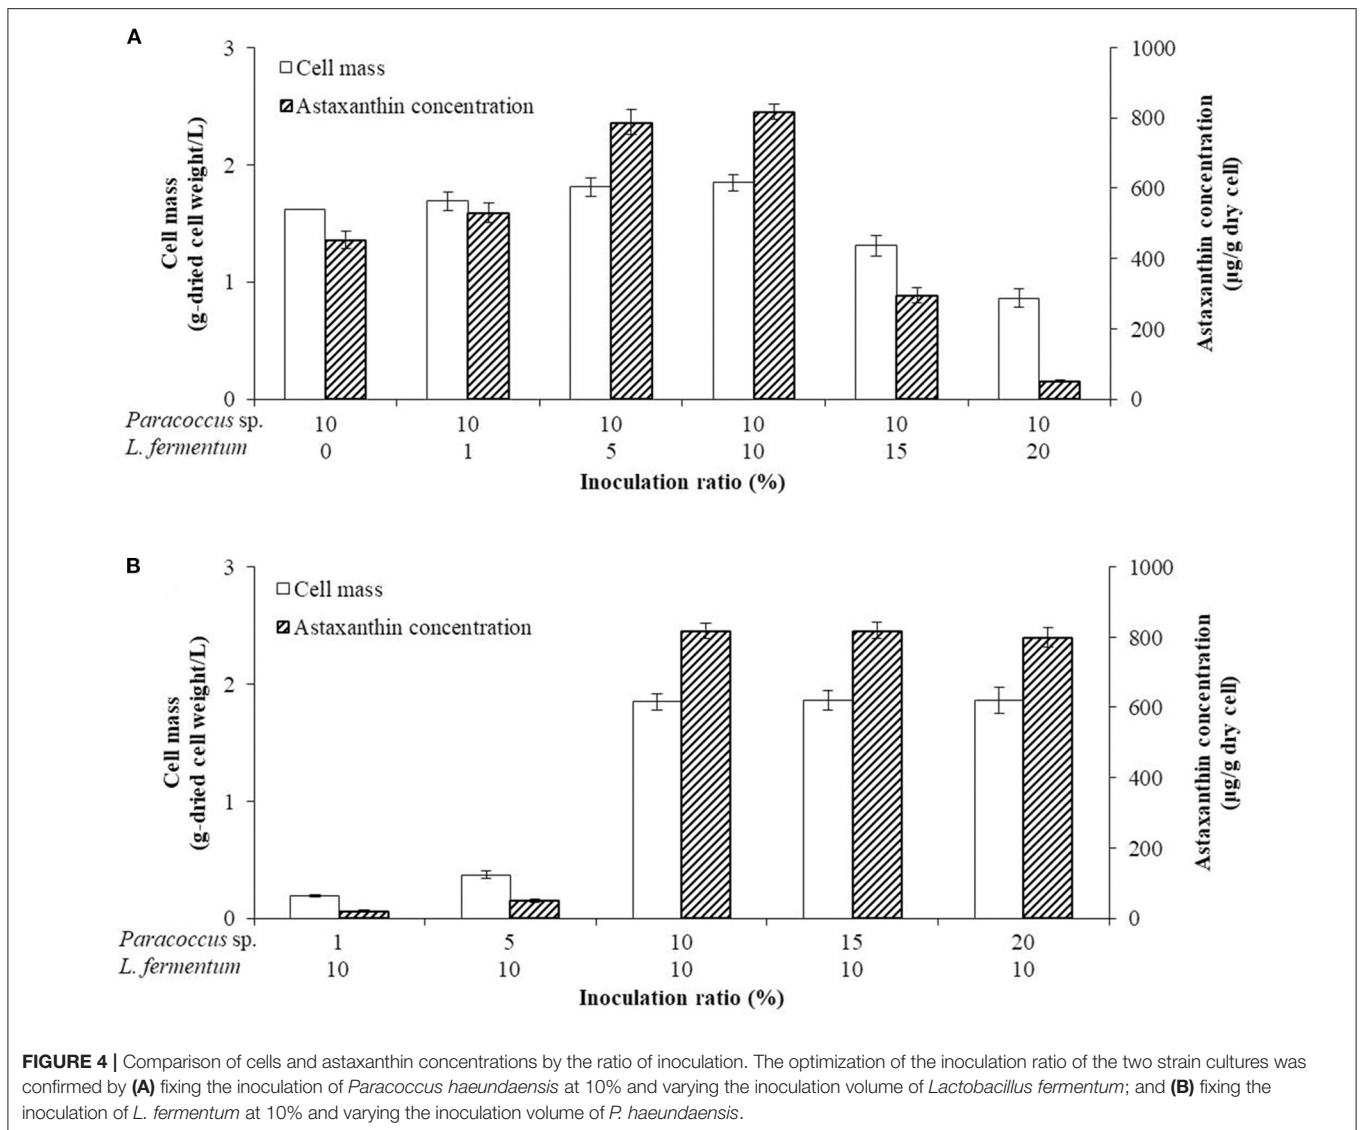 A
3
2
1
0
Cell mass
(g-dried cell weight/L)
Cell mass
Astaxanthin concentration
1000
800
600
400
200
0
Astaxanthin concentration
(µg/g dry cell)
Paracoccus sp. 10 10 10 10 10 10
L. fermentum 0 1 5 10 15 20
Inoculation ratio (%)
B
3
2
1
0
Cell mass
(g-dried cell weight/L)
Cell mass
Astaxanthin concentration
1000
800
600
400
200
0
Astaxanthin concentration
(µg/g dry cell)
Paracoccus sp. 1 5 10 15 20
L. fermentum 10 10 10 10 10
Inoculation ratio (%)
FIGURE 4 | Comparison of cells and astaxanthin concentrations by the ratio of inoculation. The optimization of the inoculation ratio of the two strain cultures was
confirmed by (A) fixing the inoculation of Paracoccus haeundaensis at 10% and varying the inoculation volume of Lactobacillus fermentum; and (B) fixing the
inoculation of L. fermentum at 10% and varying the inoculation volume of P. haeundaensis.